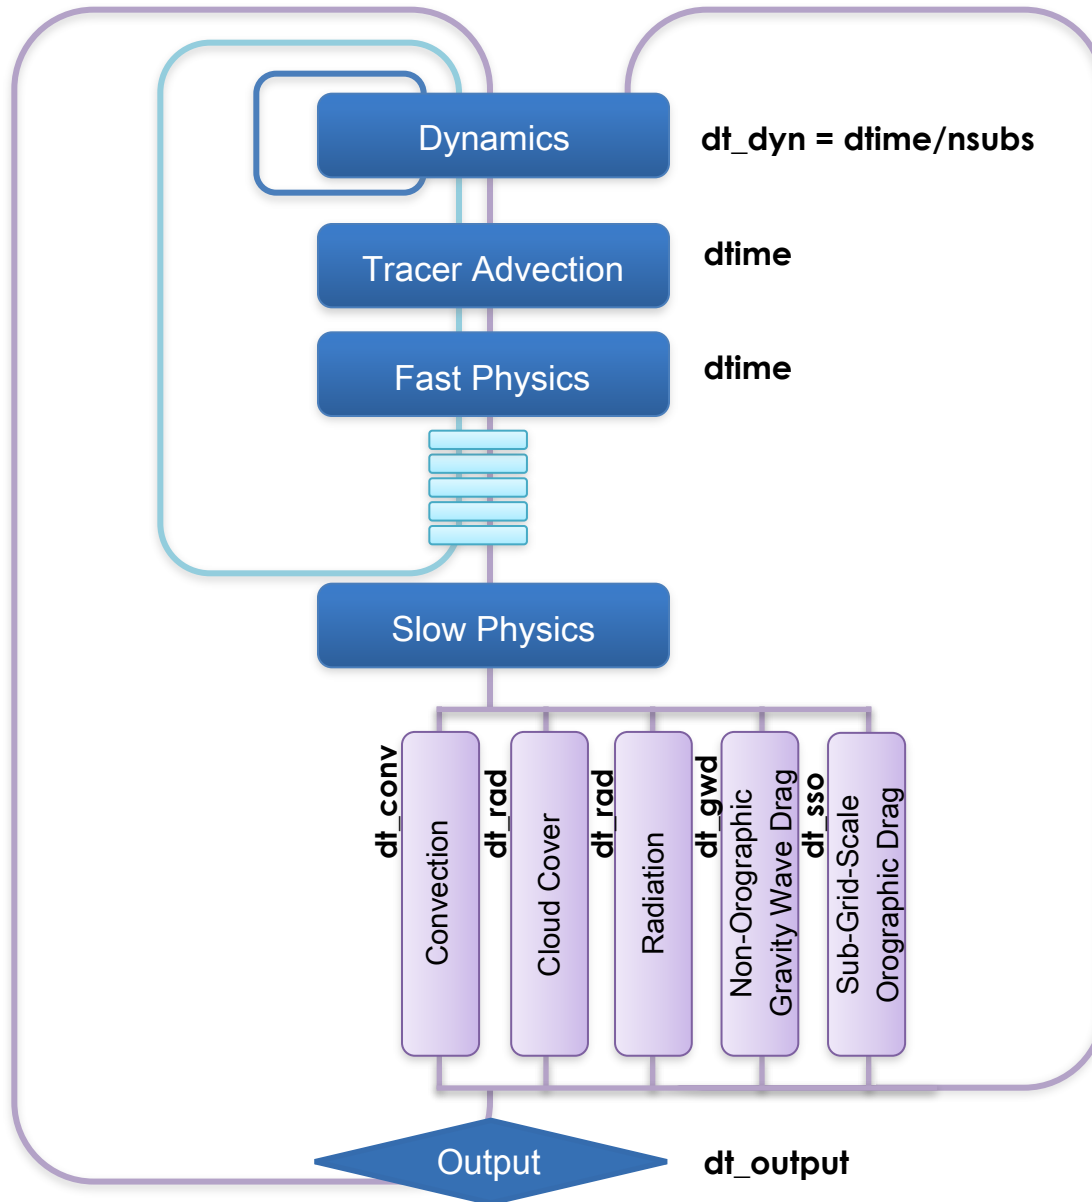 Dynamics
dt_dyn = dtime/nsubs
Tracer Advection
dtime
Fast Physics
dtime
Slow Physics
dt_conv
Convection
dt_rad
Cloud Cover
dt_rad
Radiation
dt_gwd
Non-Orographic
Gravity Wave Drag
dt_sso
Sub-Grid-Scale
Orographic Drag
Output
dt_output